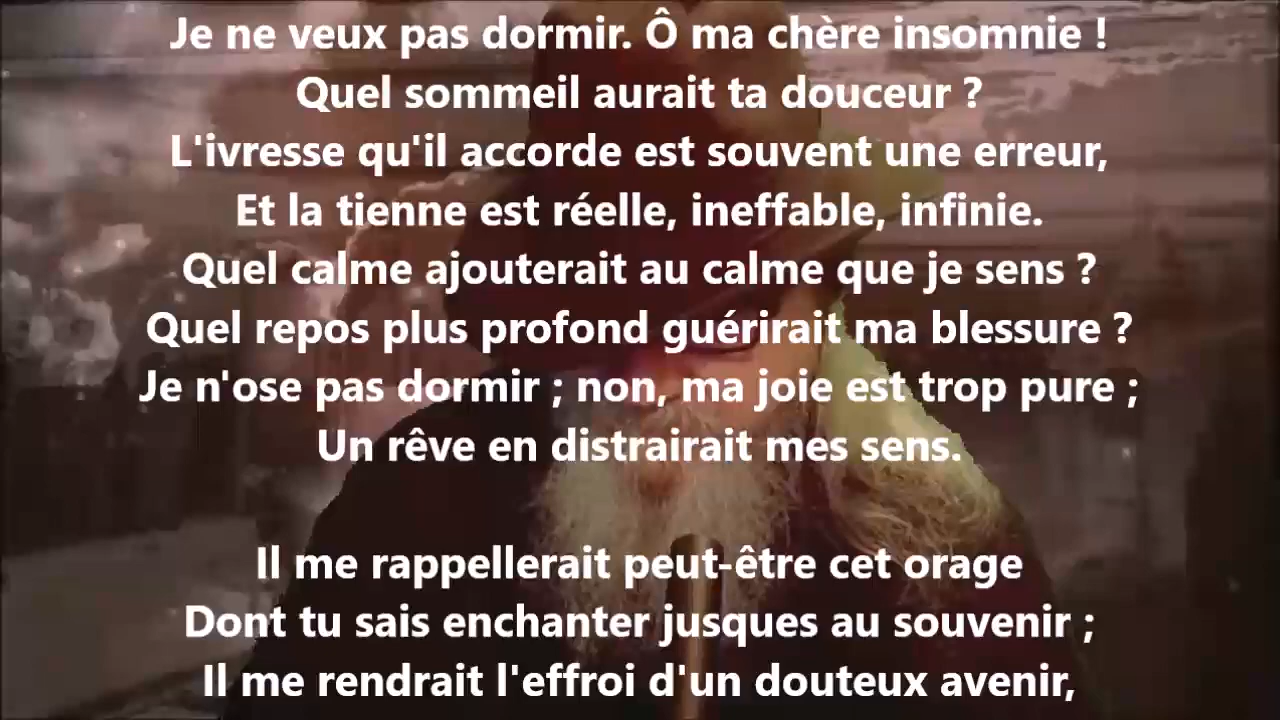 Je ne veux pas dormir. Ô ma chère insomnie !
Quel sommeil aurait ta douceur ?
L'ivresse qu'il accorde est souvent une erreur,
Et la tienne est réelle, ineffable, infinie.
Quel calme ajouterait au calme que je sens ?
Quel repos plus profond guérirait ma blessure ?
Je n'ose pas dormir ; non, ma joie est trop pure ;
Un rêve en distrairait mes sens.
Il me rappellerait peut-être cet orage
Dont tu sais enchanter jusques au souvenir ;
Il me rendrait l'effroi d'un douteux avenir,